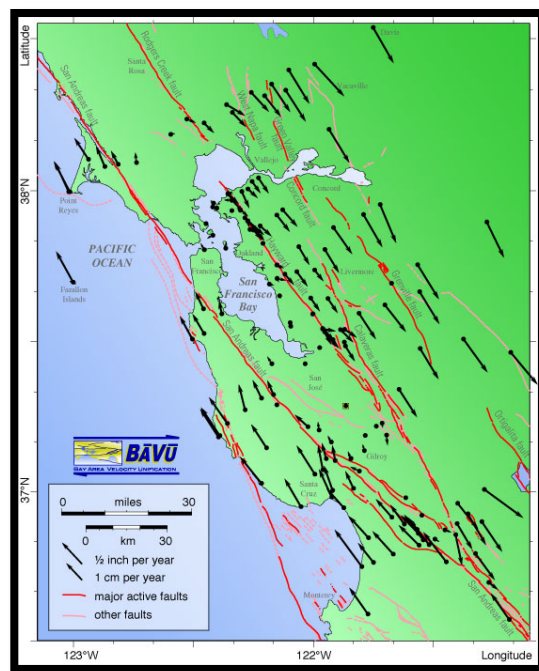 Latitude
Davis
Santa
Rosa
Rodgers Creek fault
San Andreas fault
Vacaville
West Napa fault
Green Valley fault
Vallejo
38°N
Concord
Concord fault
Point
Reyes
PACIFIC
OCEAN
Oakland
Hayward fault
San
Francisco
Livermore
Greenville fault
San
Francisco
Bay
Farallon
Islands
San Andreas fault
Calaveras fault
San
José
Ortigalita fault
BĀVŪ
BAY AREA VELOCITY UNIFICATION
Gilroy
37°N
Santa
Cruz
0 miles 30
0 km 30
½ inch per year
1 cm per year
major active faults
other faults
Monterey
San Andreas fault
123°W
122°W
Longitude